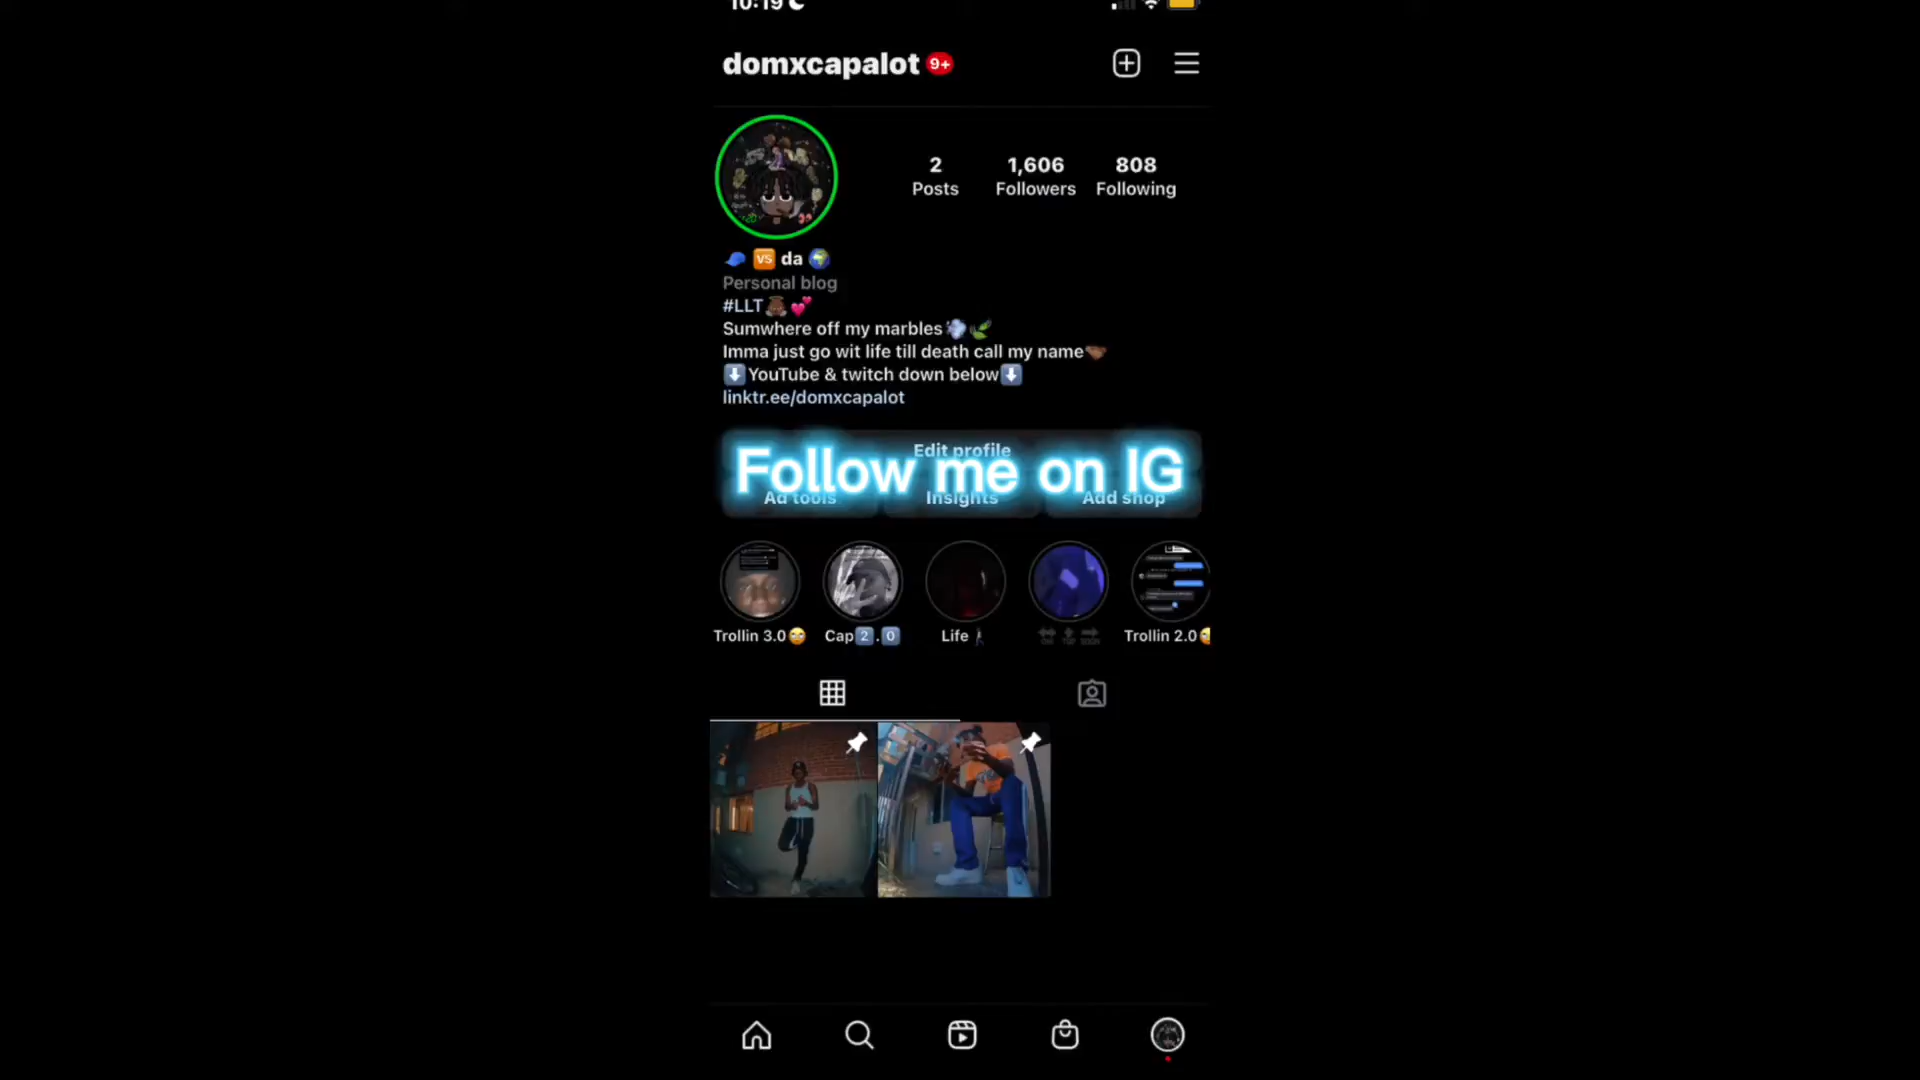 10:19
domxcapalot 9+
2 1,606 808
Posts Followers Following
🧢 🆚 da 🌍
Personal blog
#LLT🧸💕
Sumwhere off my marbles💨🍃
Imma just go wit life till death call my name🤝🏾
⬇️YouTube & twitch down below⬇️
linktr.ee/domxcapalot
Edit profile
Follow me on IG
Ad tools Insights Add shop
Trollin 3.0 Cap2️⃣.0️⃣ Life Trollin 2.0